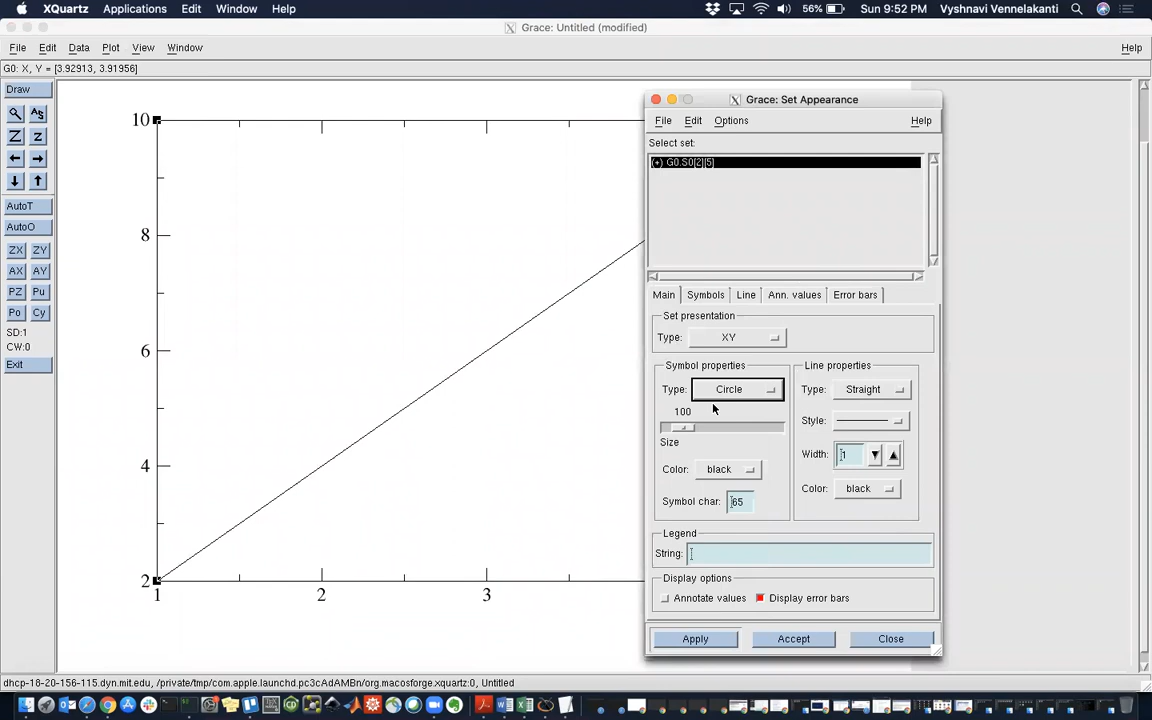 XQuartz Applications Edit Window Help 56% Sun 9:52 PM Vyshnavi Vennelakanti
X Grace: Untitled (modified)
File Edit Data Plot View Window Help
G0: X, Y = [3.92913, 3.91956]
Draw
AS
Z z
AutoT
AutoO
ZX ZY
AX AY
PZ Pu
Po Cy
SD:1
CW:0
Exit
10
8
6
4
2
1 2 3
X Grace: Set Appearance
File Edit Options Help
Select set:
(+) G0.S0[2][5]
Main Symbols Line Ann. values Error bars
Set presentation
Type: XY
Symbol properties Line properties
Type: Circle Type: Straight
100
Style:
Size
Width: 1
Color: black
Color: black
Symbol char: 65
Legend
String:
Display options
Annotate values Display error bars
Apply Accept Close
dhcp-18-20-156-115.dyn.mit.edu, /private/tmp/com.apple.launchd.pc3cAdAMBn/org.macosforge.xquartz:0, Untitled